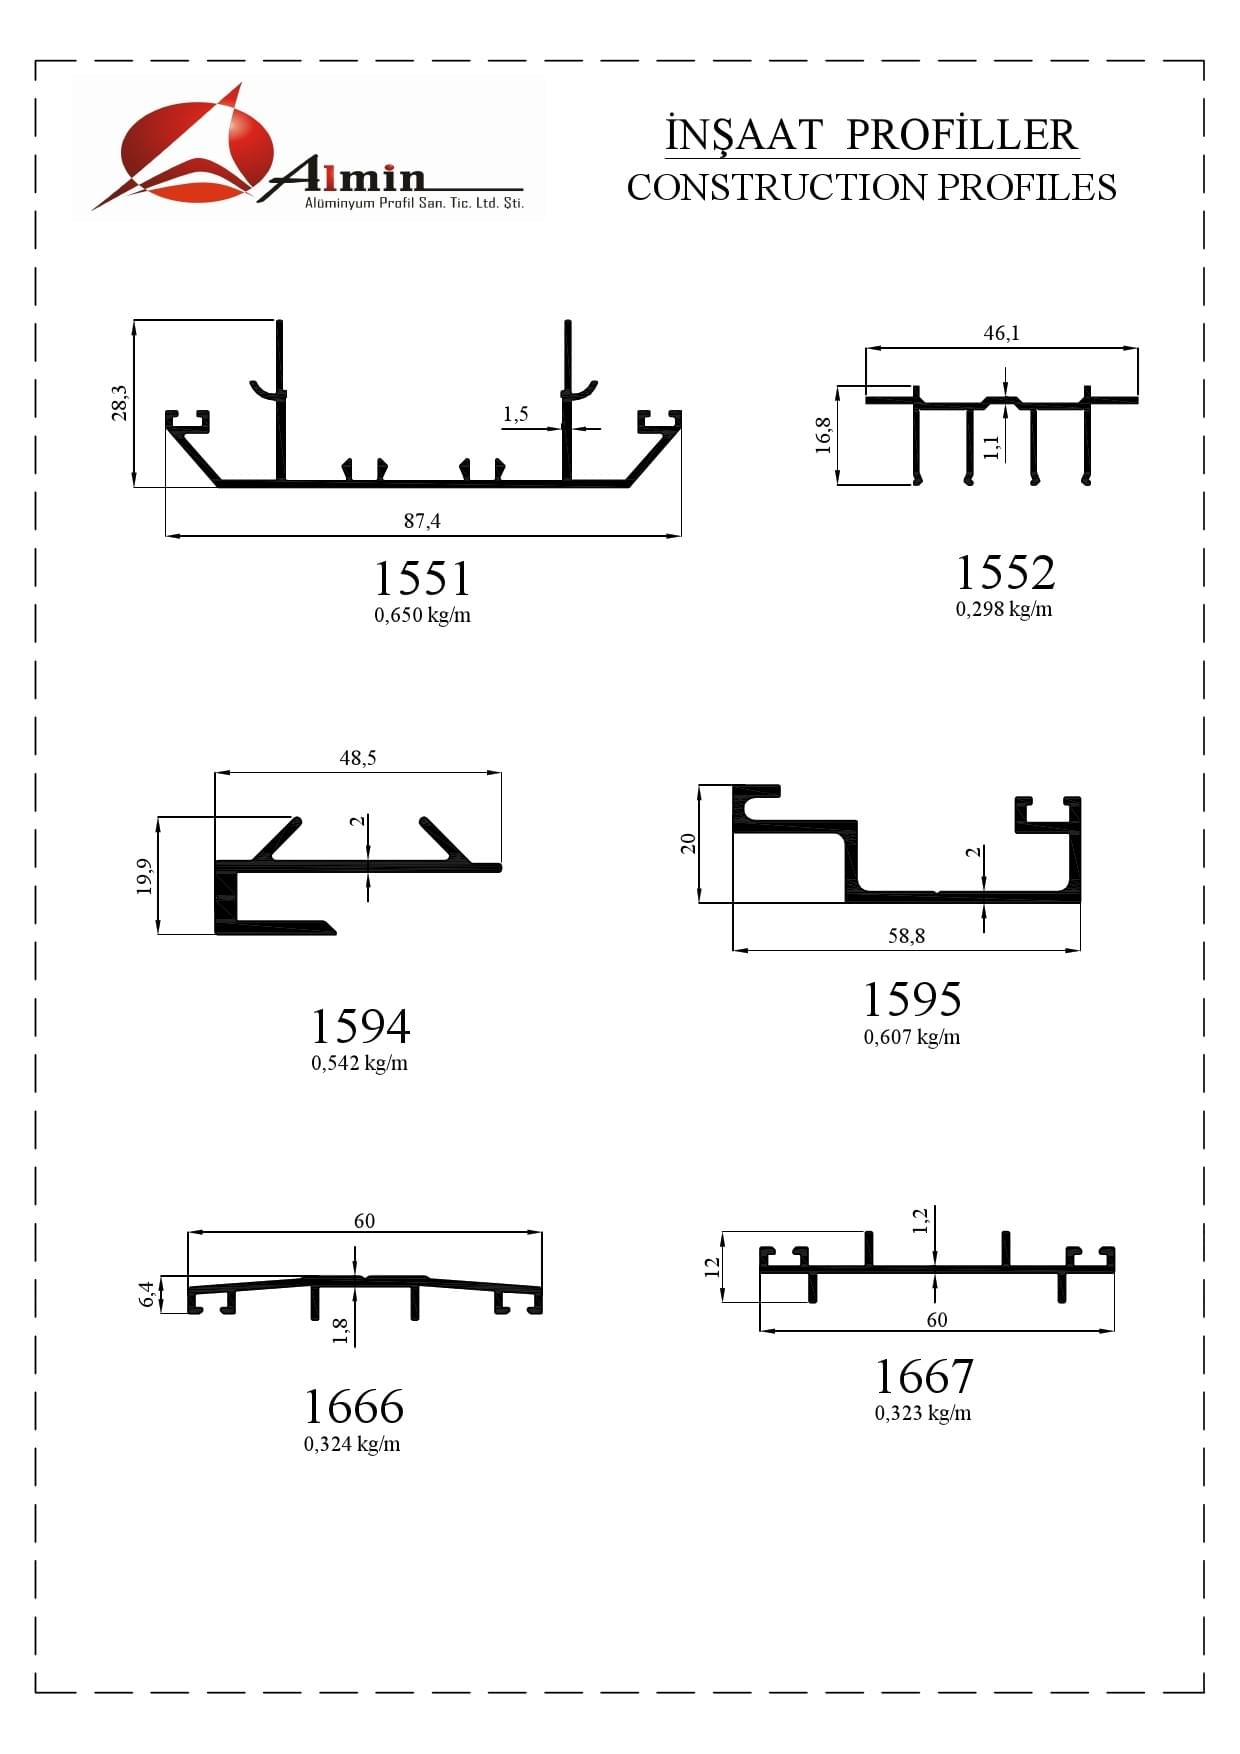 Almin
Alüminyum Profil San. Tic. Ltd. Şti.
İNŞAAT PROFİLLER
CONSTRUCTION PROFILES
28,3
1,5
87,4
1551
0,650 kg/m
46,1
16,8
1,1
1552
0,298 kg/m
48,5
19,9
2
1594
0,542 kg/m
20
2
58,8
1595
0,607 kg/m
60
6,4
1,8
1666
0,324 kg/m
12
1,2
60
1667
0,323 kg/m